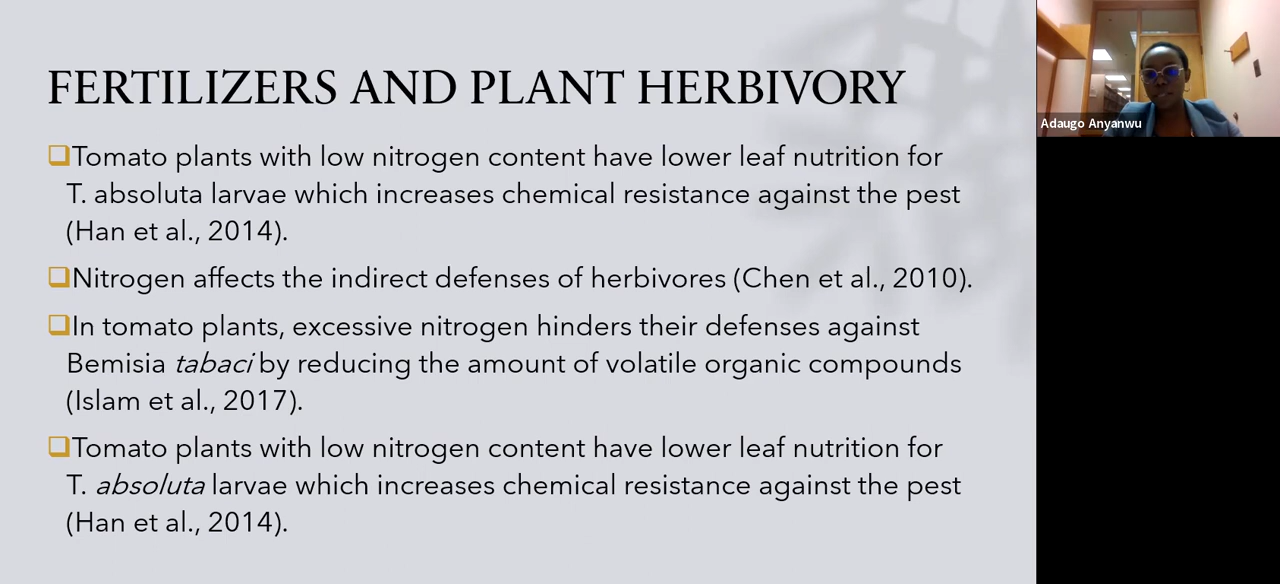 FERTILIZERS AND PLANT HERBIVORY
Tomato plants with low nitrogen content have lower leaf nutrition for
T. absoluta larvae which increases chemical resistance against the pest
(Han et al., 2014).
Nitrogen affects the indirect defenses of herbivores (Chen et al., 2010).
In tomato plants, excessive nitrogen hinders their defenses against
Bemisia tabaci by reducing the amount of volatile organic compounds
(Islam et al., 2017).
Tomato plants with low nitrogen content have lower leaf nutrition for
T. absoluta larvae which increases chemical resistance against the pest
(Han et al., 2014).
Adaugo Anyanwu